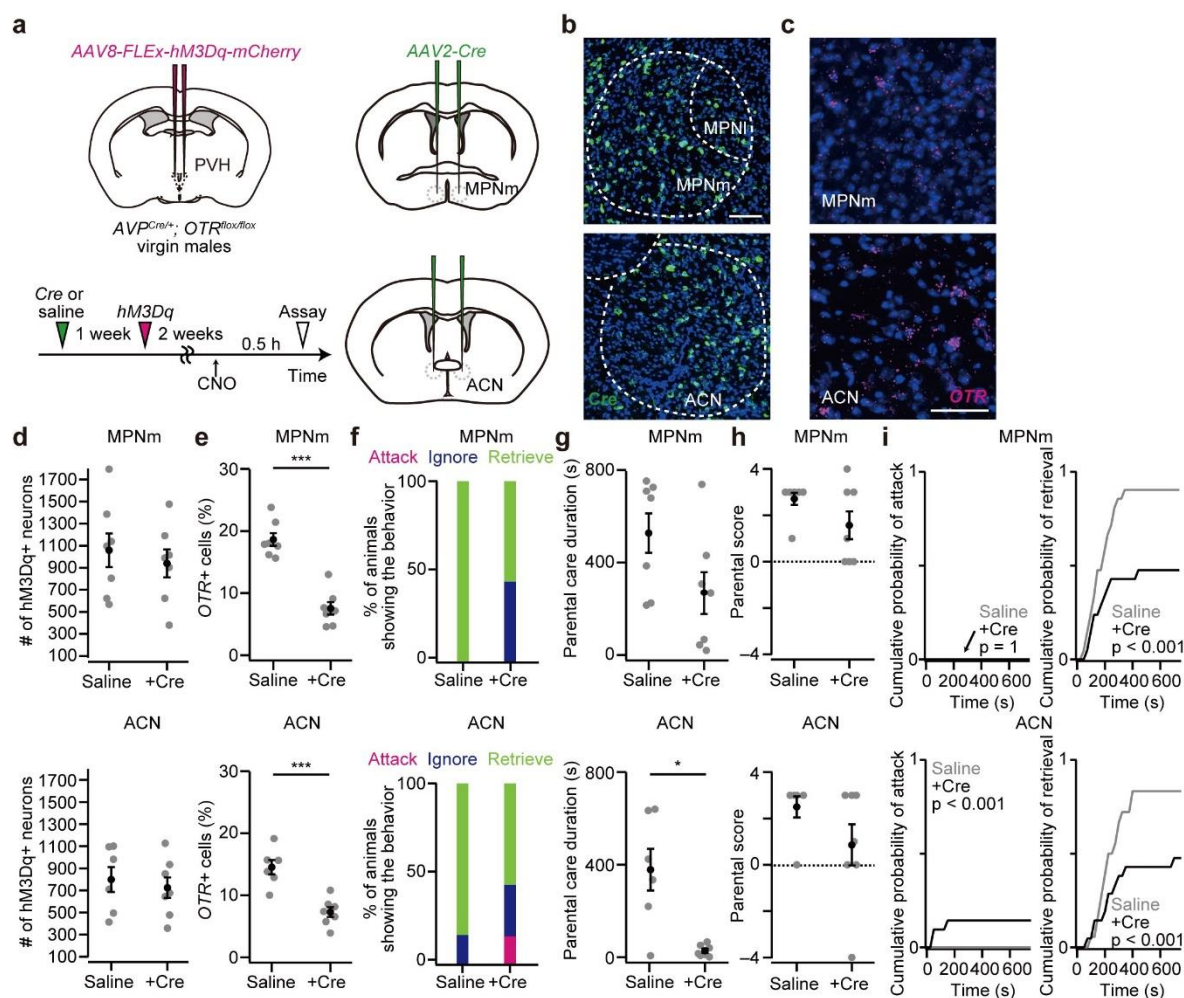 a
AAV8-FLEx-hM3Dq-mCherry
AAV2-Cre
PVH
AVPCre/+; OTRflox/flox
virgin males
MPNm
Cre or
saline
1 week
hM3Dq
2 weeks
0.5 h
Assay
CNO
Time
ACN
b
MPNl
MPNm
Cre
ACN
c
MPNm
ACN
OTR
d
MPNm
# of hM3Dq+ neurons
1700
1500
1300
1100
900
700
500
300
100
Saline +Cre
ACN
# of hM3Dq+ neurons
1700
1500
1300
1100
900
700
500
300
100
Saline +Cre
e
MPNm
***
OTR+ cells (%)
30
20
10
0
Saline +Cre
ACN
***
OTR+ cells (%)
30
20
10
0
Saline +Cre
f
MPNm
Attack Ignore Retrieve
% of animals
showing the behavior
100
50
0
Saline +Cre
ACN
Attack Ignore Retrieve
% of animals
showing the behavior
100
50
0
Saline +Cre
g
MPNm
Parental care duration (s)
800
400
0
Saline +Cre
ACN
*
Parental care duration (s)
800
400
0
Saline +Cre
h
MPNm
Parental score
4
0
–4
Saline +Cre
ACN
Parental score
4
0
–4
Saline +Cre
i
MPNm
Cumulative probability of attack
1
0
Saline
+Cre
p = 1
0 200 400 600
Time (s)
Cumulative probability of retrieval
1
0
Saline
+Cre
p < 0.001
0 200 400 600
Time (s)
ACN
Cumulative probability of attack
1
0
Saline
+Cre
p < 0.001
0 200 400 600
Time (s)
Cumulative probability of retrieval
1
0
Saline
+Cre
p < 0.001
0 200 400 600
Time (s)